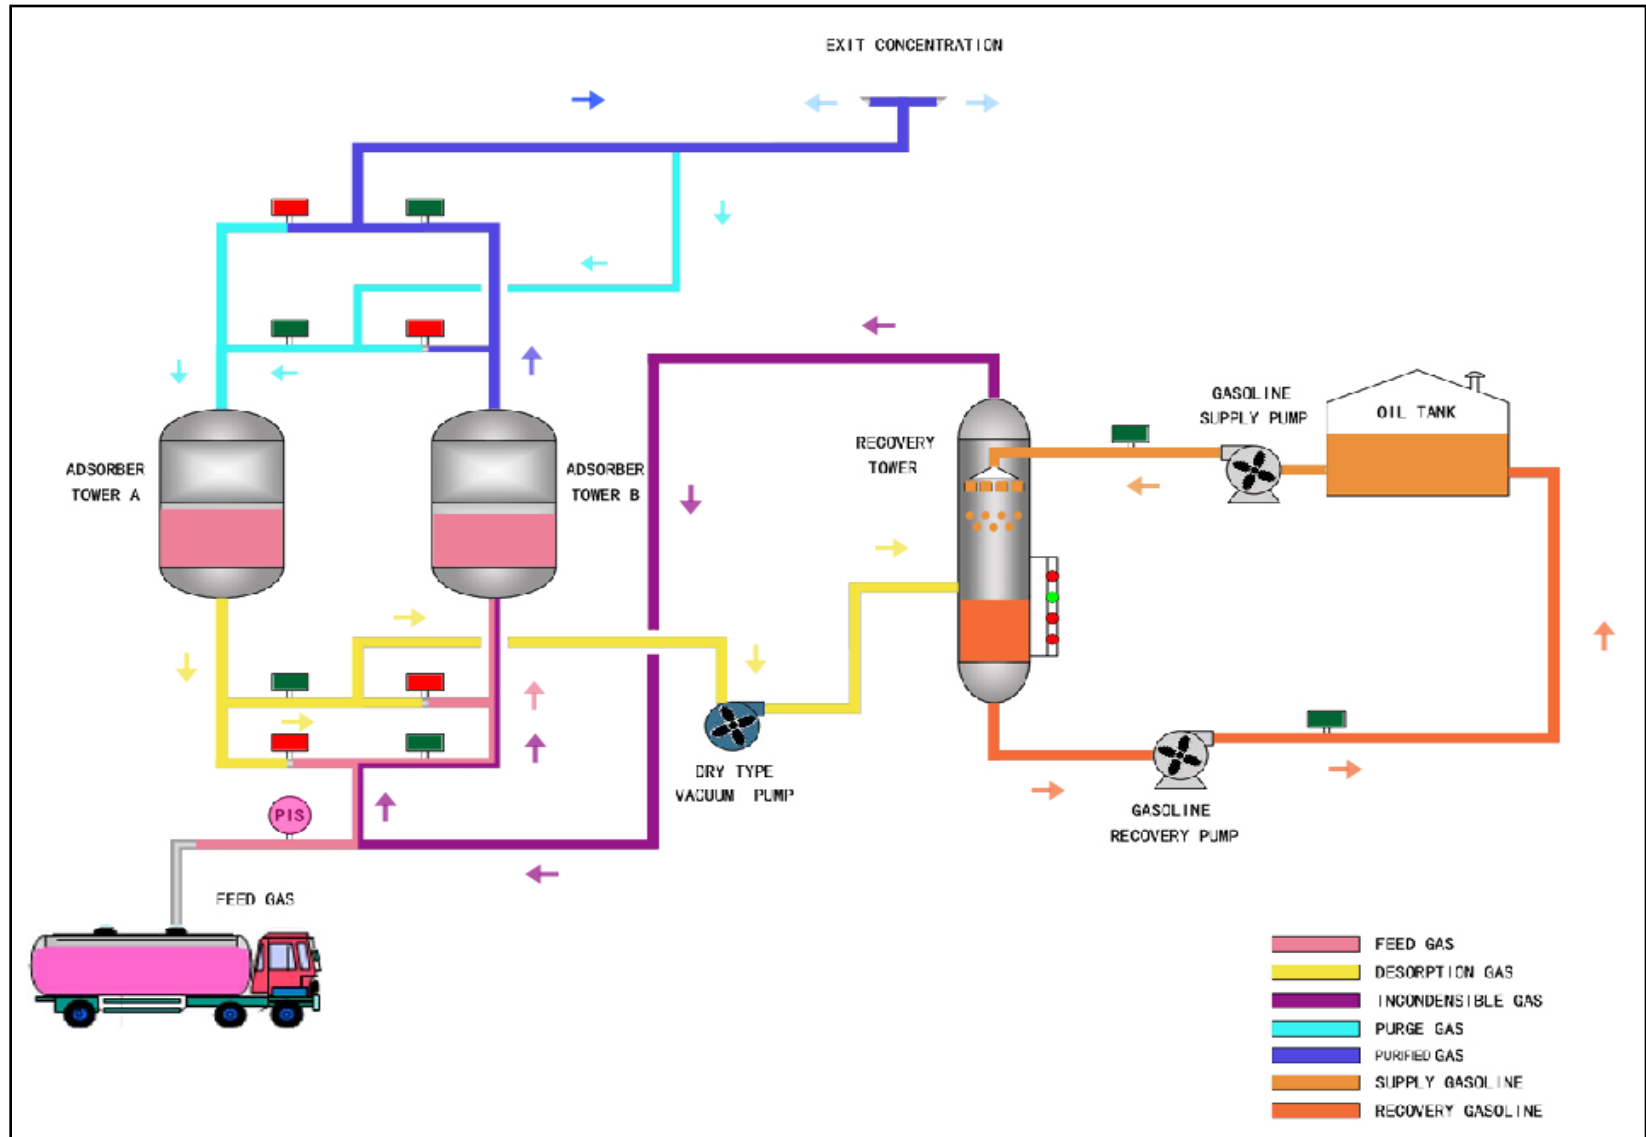 EXIT CONCENTRATION
ADSORBER
TOWER A
ADSORBER
TOWER B
RECOVERY
TOWER
GASOLINE
SUPPLY PUMP
OIL TANK
DRY TYPE
VACUUM PUMP
GASOLINE
RECOVERY PUMP
PIS
FEED GAS
FEED GAS
DESORPTION GAS
INCONDENSIBLE GAS
PURGE GAS
PURIFIED GAS
SUPPLY GASOLINE
RECOVERY GASOLINE